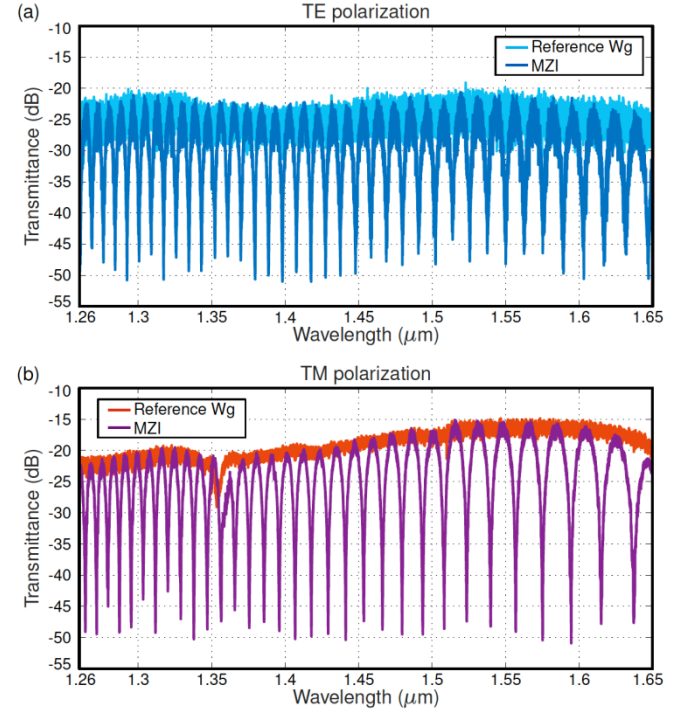 (a) TE polarization
-10
Reference Wg
MZI
-15
-20
-25
-30
-35
-40
-45
-50
-55
Transmittance (dB)
1.26 1.3 1.35 1.4 1.45 1.5 1.55 1.6 1.65
Wavelength (μm)
(b) TM polarization
-10
Reference Wg
MZI
-15
-20
-25
-30
-35
-40
-45
-50
-55
Transmittance (dB)
1.26 1.3 1.35 1.4 1.45 1.5 1.55 1.6 1.65
Wavelength (μm)